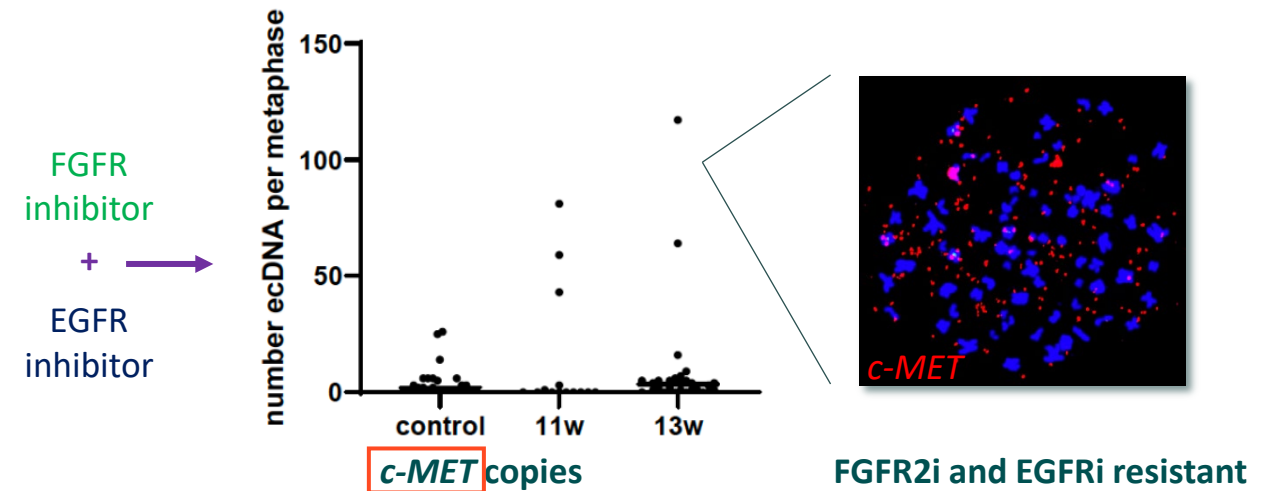 FGFR
inhibitor
+
EGFR
inhibitor
number ecDNA per metaphase
150
100
50
0
control 11w 13w
c-MET copies
c-MET
FGFR2i and EGFRi resistant